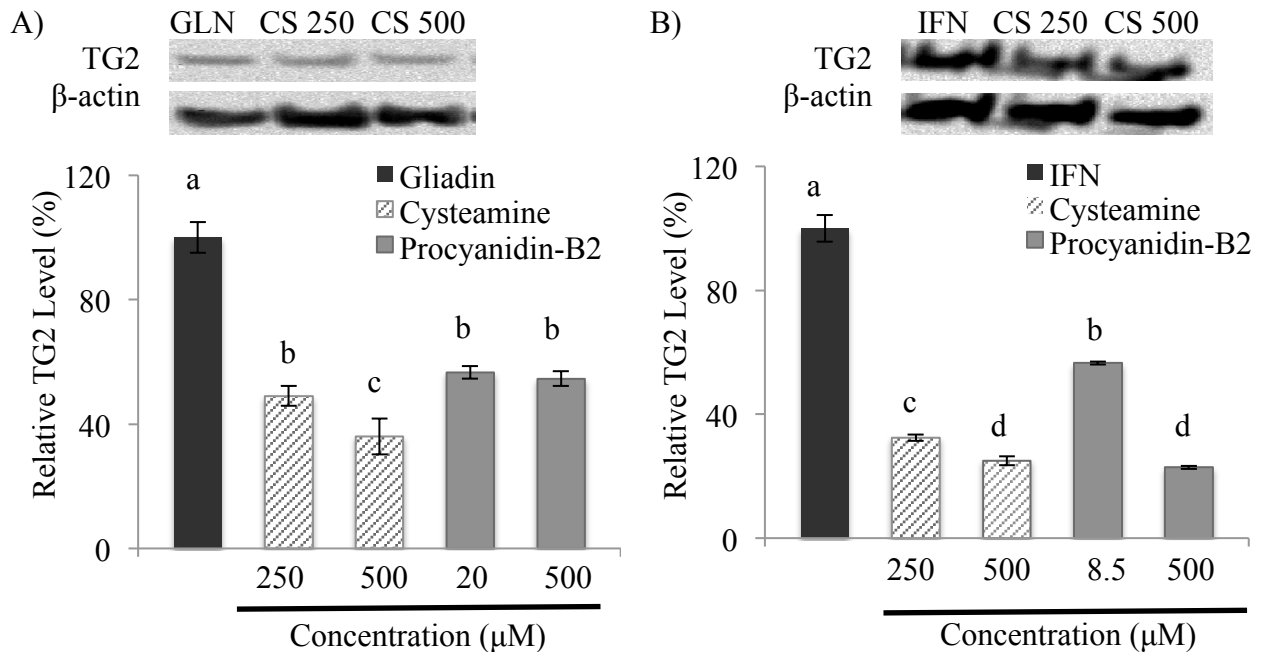 A)
GLN CS 250 CS 500
TG2
β-actin
Relative TG2 Level (%)
120
80
40
0
a
b
c
b
b
Gliadin
Cysteamine
Procyanidin-B2
250 500 20 500
Concentration (μM)
B)
IFN CS 250 CS 500
TG2
β-actin
Relative TG2 Level (%)
120
80
40
0
a
c
d
b
d
IFN
Cysteamine
Procyanidin-B2
250 500 8.5 500
Concentration (μM)